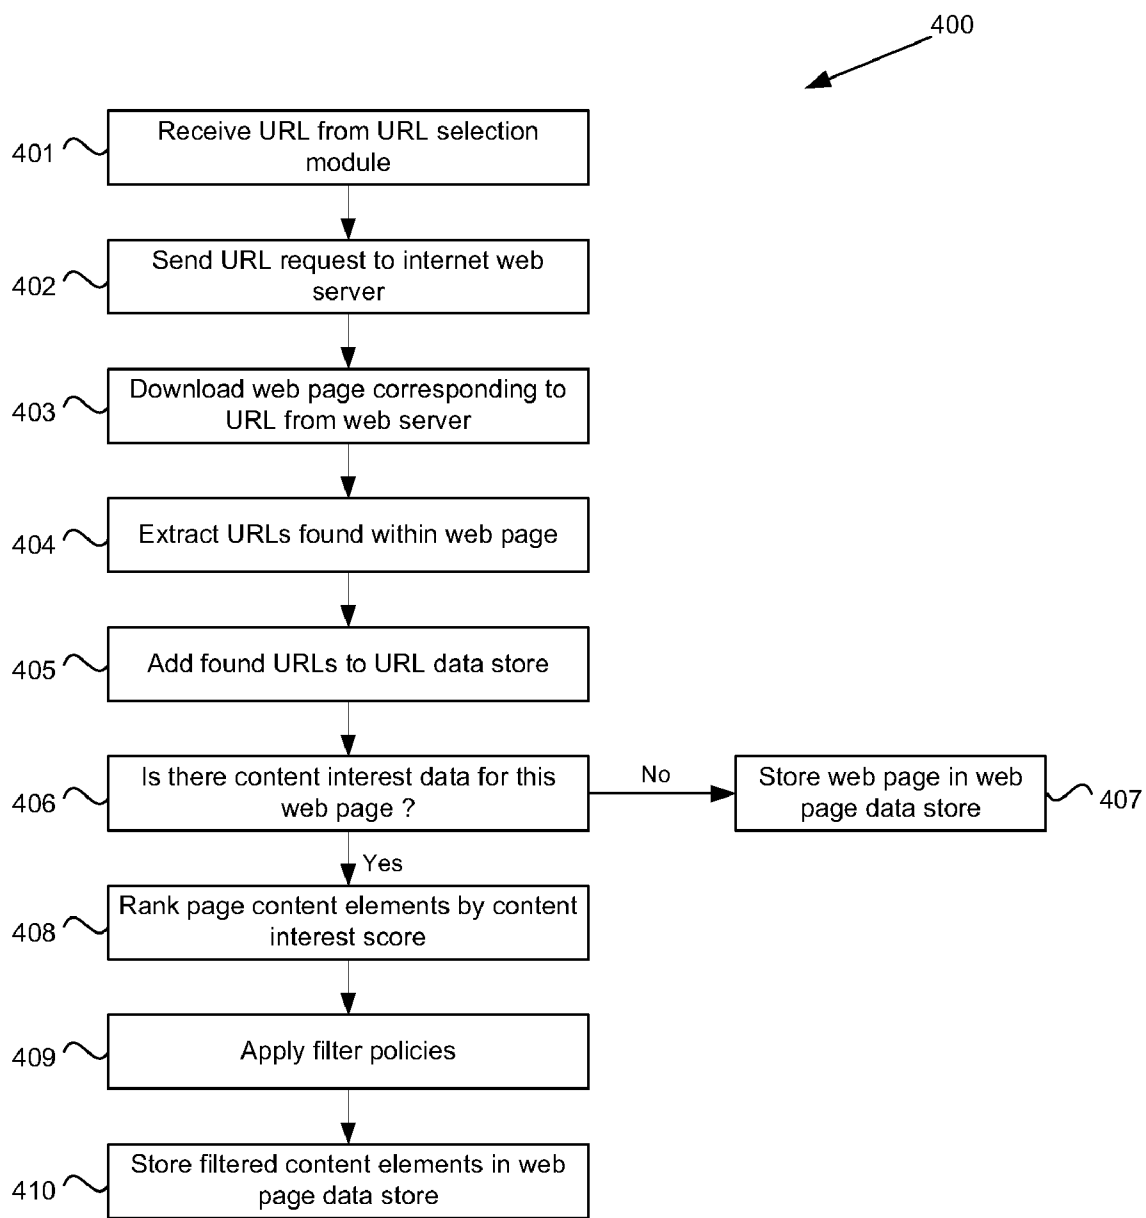 400
401
Receive URL from URL selection
module
402
Send URL request to internet web
server
403
Download web page corresponding to
URL from web server
404
Extract URLs found within web page
405
Add found URLs to URL data store
406
Is there content interest data for this
web page ?
No
Store web page in web
page data store
407
Yes
408
Rank page content elements by content
interest score
409
Apply filter policies
410
Store filtered content elements in web
page data store